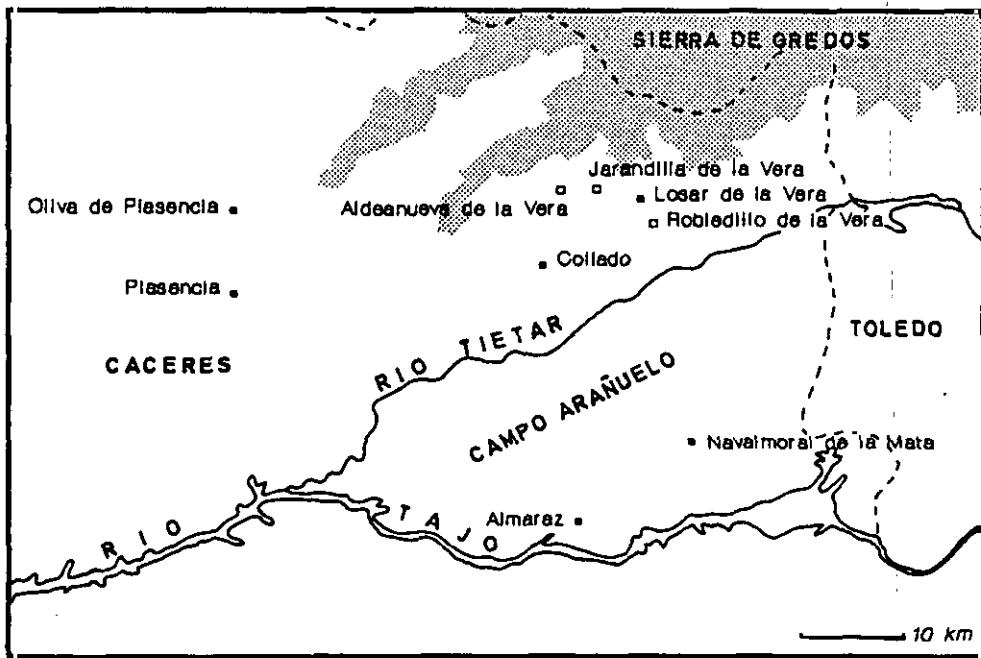 SIERRA DE GREDOS
Jarandilla de la Vera
Losar de la Vera
Oliva de Plasencia
Aldeanueva de la Vera
Robledillo de la Vera
Collado
Plasencia
TOLEDO
RIO TIETAR
CACERES
CAMPO ARAÑUELO
Navalmoral de la Mata
RIO TAJO
Almaraz
10 km